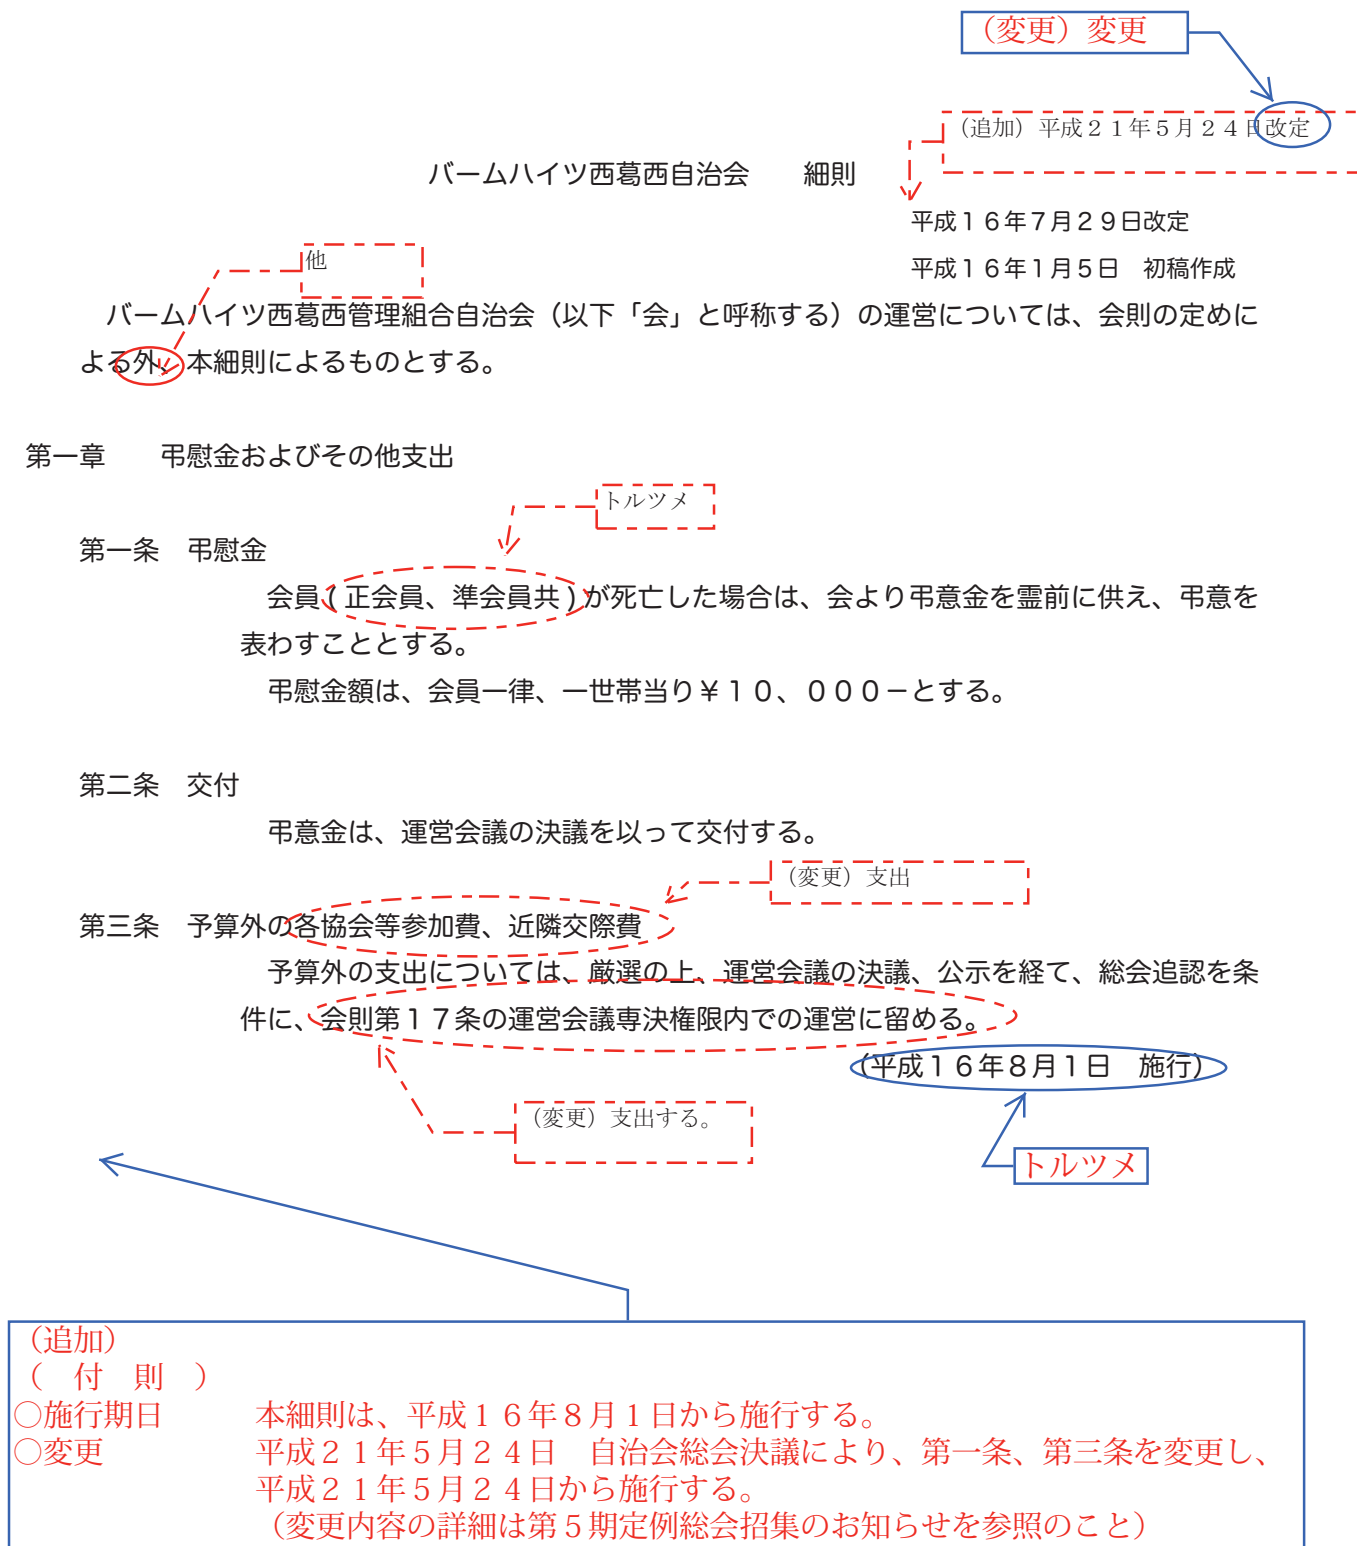 （変更）変更
（追加）平成２１年５月２４日改定
バームハイツ西葛西自治会　　細則
平成１６年７月２９日改定
他
平成１６年１月５日　初稿作成
バームハイツ西葛西管理組合自治会（以下「会」と呼称する）の運営については、会則の定めに
よる外、本細則によるものとする。
第一章　　弔慰金およびその他支出
トルツメ
第一条　弔慰金
会員(正会員、準会員共)が死亡した場合は、会より弔意金を霊前に供え、弔意を
表わすこととする。
弔慰金額は、会員一律、一世帯当り￥１０、０００－とする。
第二条　交付
弔意金は、運営会議の決議を以って交付する。
（変更）支出
第三条　予算外の各協会等参加費、近隣交際費
予算外の支出については、厳選の上、運営会議の決議、公示を経て、総会追認を条
件に、会則第１７条の運営会議専決権限内での運営に留める。
（平成１６年８月１日　施行）
（変更）支出する。
トルツメ
（追加）
（　付　則　）
○施行期日　　　本細則は、平成１６年８月１日から施行する。
○変更　　　　　平成２１年５月２４日　自治会総会決議により、第一条、第三条を変更し、
平成２１年５月２４日から施行する。
（変更内容の詳細は第５期定例総会招集のお知らせを参照のこと）